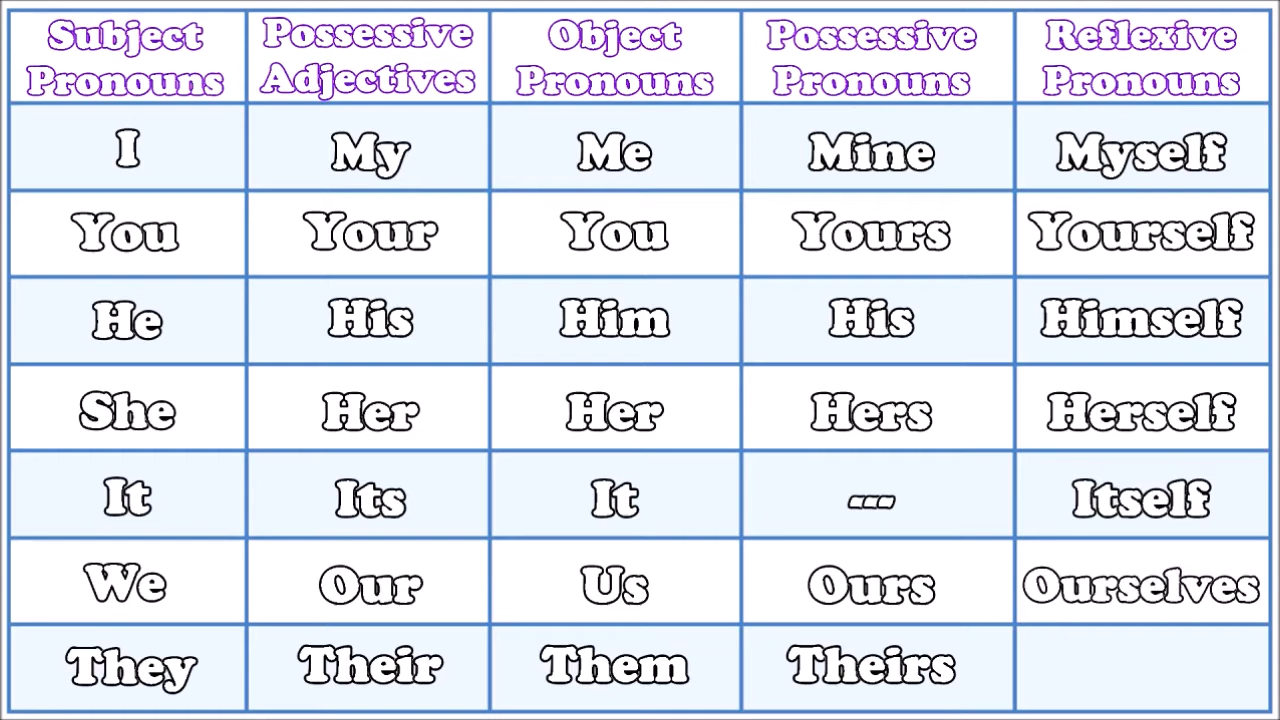 Subject Possessive Object Possessive Reflexive
Pronouns Adjectives Pronouns Pronouns Pronouns
I My Me Mine Myself
You Your You Yours Yourself
He His Him His Himself
She Her Her Hers Herself
It Its It --- Itself
We Our Us Ours Ourselves
They Their Them Theirs